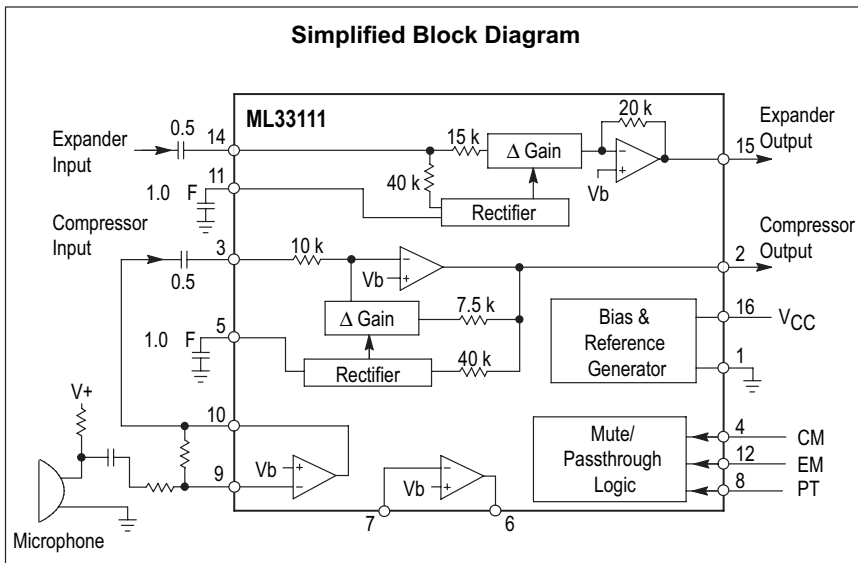 Simplified Block Diagram
ML33111
Expander
Input
0.5
14
15 k
Δ Gain
20 k
Vb
15
Expander
Output
11
1.0 F
40 k
Rectifier
Compressor
Input
0.5
3
10 k
Vb
2
Compressor
Output
Δ Gain
7.5 k
5
1.0 F
Rectifier
40 k
Bias &
Reference
Generator
16
VCC
1
V+
10
9
Vb
Microphone
Vb
7
6
Mute/
Passthrough
Logic
4
CM
12
EM
8
PT